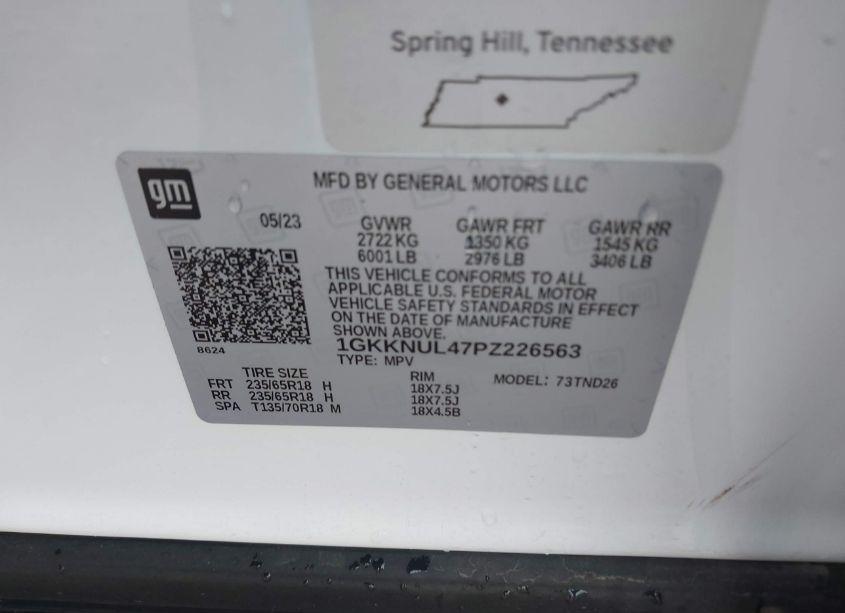 Spring Hill, Tennessee
gm
MFD BY GENERAL MOTORS LLC
05/23 GVWR GAWR FRT GAWR RR
2722 KG 1350 KG 1545 KG
6001 LB 2976 LB 3406 LB
THIS VEHICLE CONFORMS TO ALL
APPLICABLE U.S. FEDERAL MOTOR
VEHICLE SAFETY STANDARDS IN EFFECT
ON THE DATE OF MANUFACTURE
SHOWN ABOVE.
8624
1GKKNUL47PZ226563
TYPE: MPV
TIRE SIZE RIM MODEL: 73TND26
FRT 235/65R18 H 18X7.5J
RR 235/65R18 H 18X7.5J
SPA T135/70R18 M 18X4.5B